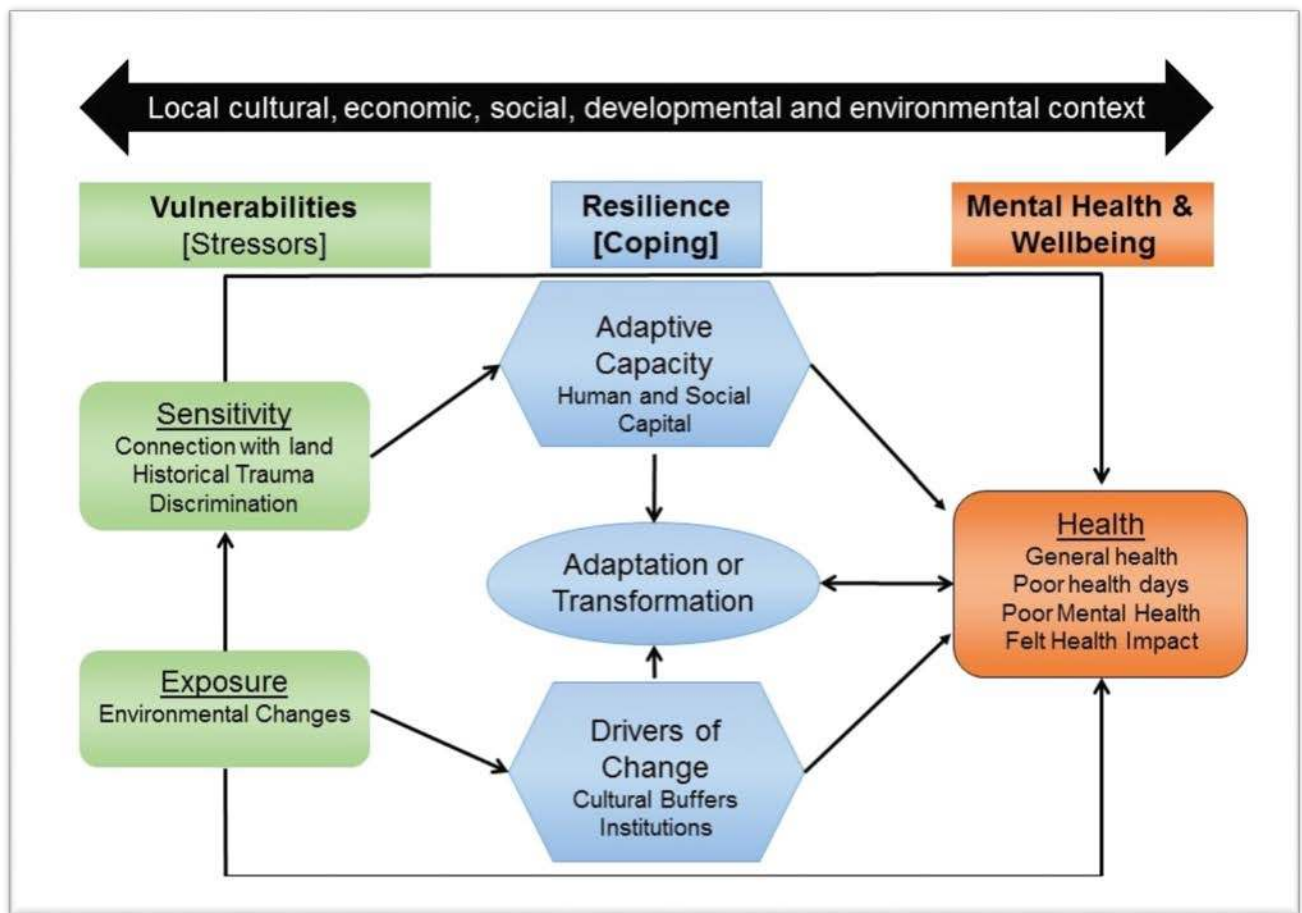 Local cultural, economic, social, developmental and environmental context
Vulnerabilities
[Stressors]
Resilience
[Coping]
Mental Health &
Wellbeing
Adaptive
Capacity
Human and Social
Capital
Sensitivity
Connection with land
Historical Trauma
Discrimination
Adaptation or
Transformation
Health
General health
Poor health days
Poor Mental Health
Felt Health Impact
Exposure
Environmental Changes
Drivers of
Change
Cultural Buffers
Institutions